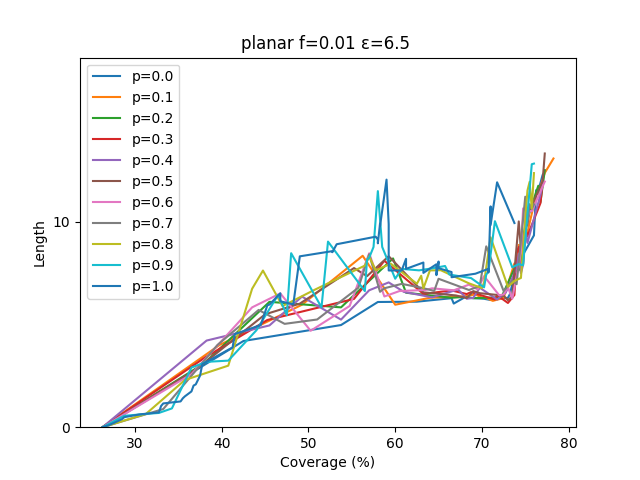 planar f=0.01 ε=6.5
p=0.0
p=0.1
p=0.2
p=0.3
p=0.4
p=0.5
p=0.6
p=0.7
p=0.8
p=0.9
p=1.0
Length
10
0
30 40 50 60 70 80
Coverage (%)